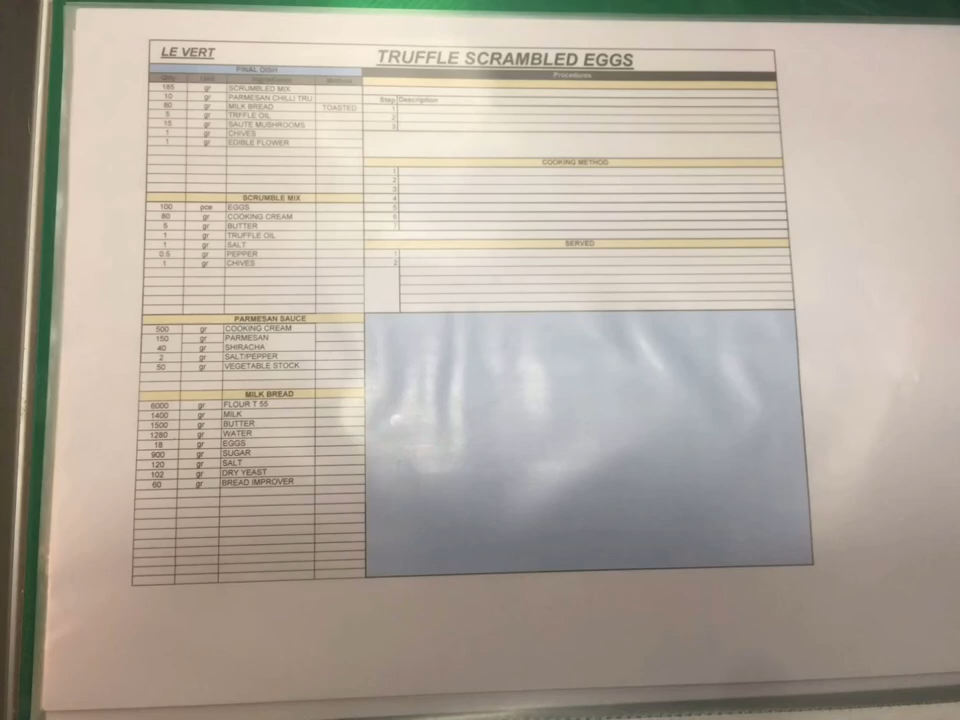 LE VERT
TRUFFLE SCRAMBLED EGGS
FINAL DISH
Procedures
185 gr SCRUMBLED MIX
10 gr PARMESAN CHILLI TRU
80 gr MILK BREAD TOASTED
5 gr TRFFLE OIL
15 gr SAUTE MUSHROOMS
1 gr CHIVES
1 gr EDIBLE FLOWER
Step Description
1
2
3
COOKING METHOD
1
2
3
4
5
6
7
SCRUMBLE MIX
100 pce EGGS
80 gr COOKING CREAM
5 gr BUTTER
1 gr TRUFFLE OIL
1 gr SALT
0.5 gr PEPPER
1 gr CHIVES
SERVED
1
2
PARMESAN SAUCE
500 gr COOKING CREAM
150 gr PARMESAN
40 gr SHIRACHA
2 gr SALT/PEPPER
50 gr VEGETABLE STOCK
MILK BREAD
6000 gr FLOUR T 55
1400 gr MILK
1500 gr BUTTER
1280 gr WATER
18 gr EGGS
900 gr SUGAR
120 gr SALT
102 gr DRY YEAST
60 gr BREAD IMPROVER